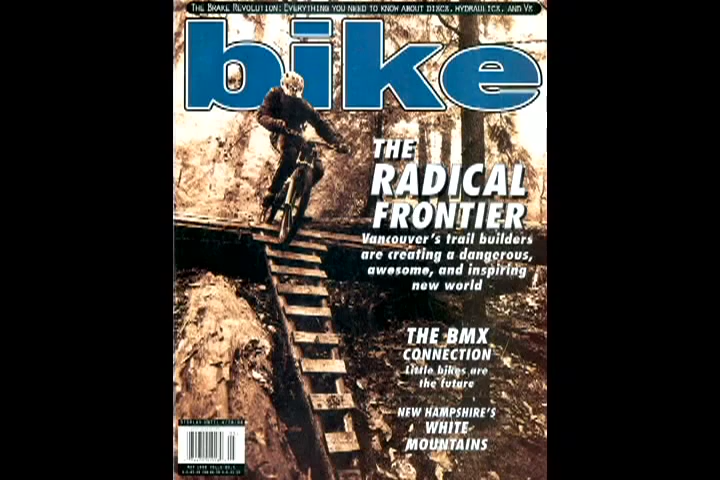 THE BRAKE REVOLUTION: EVERYTHING YOU NEED TO KNOW ABOUT DISCS, HYDRAULICS, AND VS
bike
THE
RADICAL
FRONTIER
Vancouver's trail builders
are creating a dangerous,
awesome, and inspiring
new world
THE BMX
CONNECTION
Little bikes are
the future
NEW HAMPSHIRE'S
WHITE
MOUNTAINS